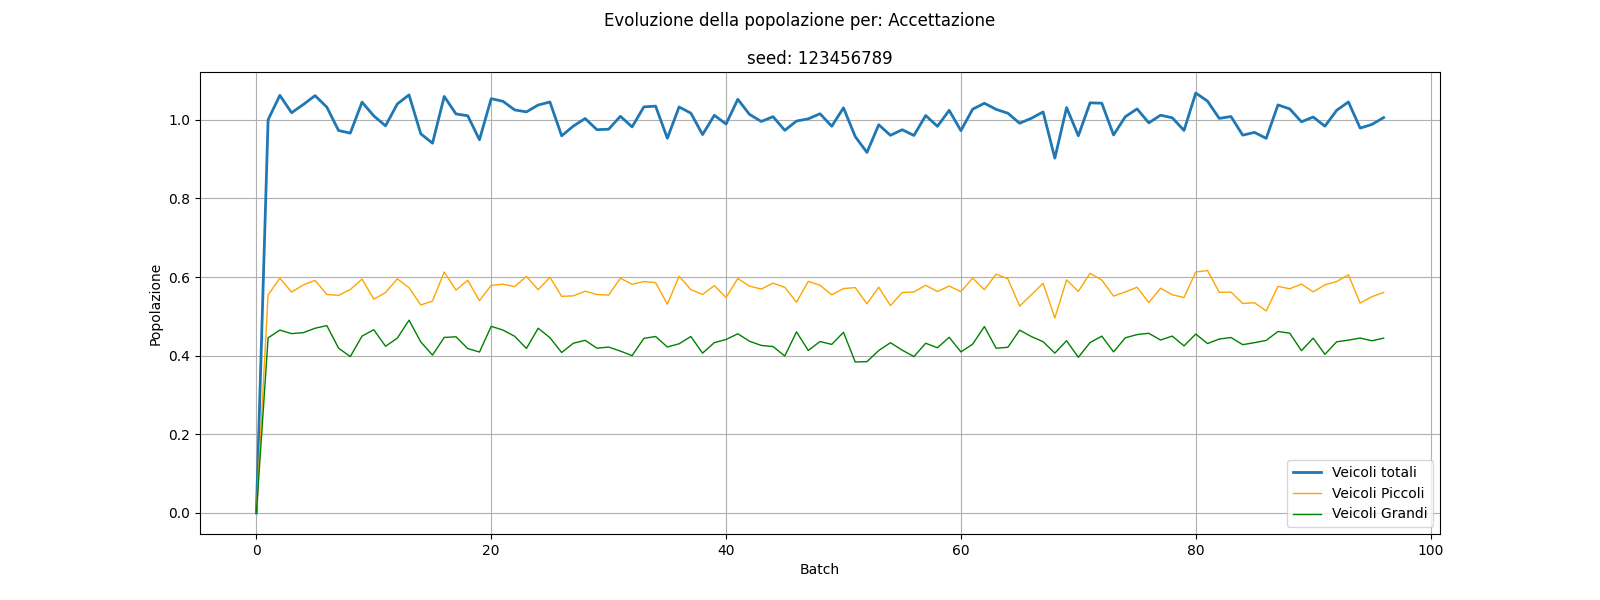 Evoluzione della popolazione per: Accettazione
seed: 123456789
Popolazione
1.0
0.8
0.6
0.4
0.2
0.0
0 20 40 60 80 100
Batch
Veicoli totali
Veicoli Piccoli
Veicoli Grandi